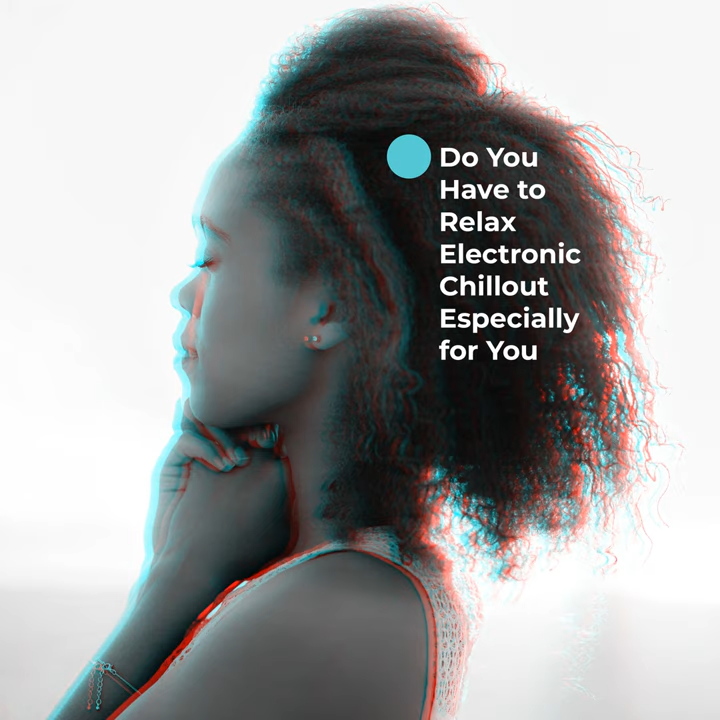 Do You
Have to
Relax
Electronic
Chillout
Especially
for You